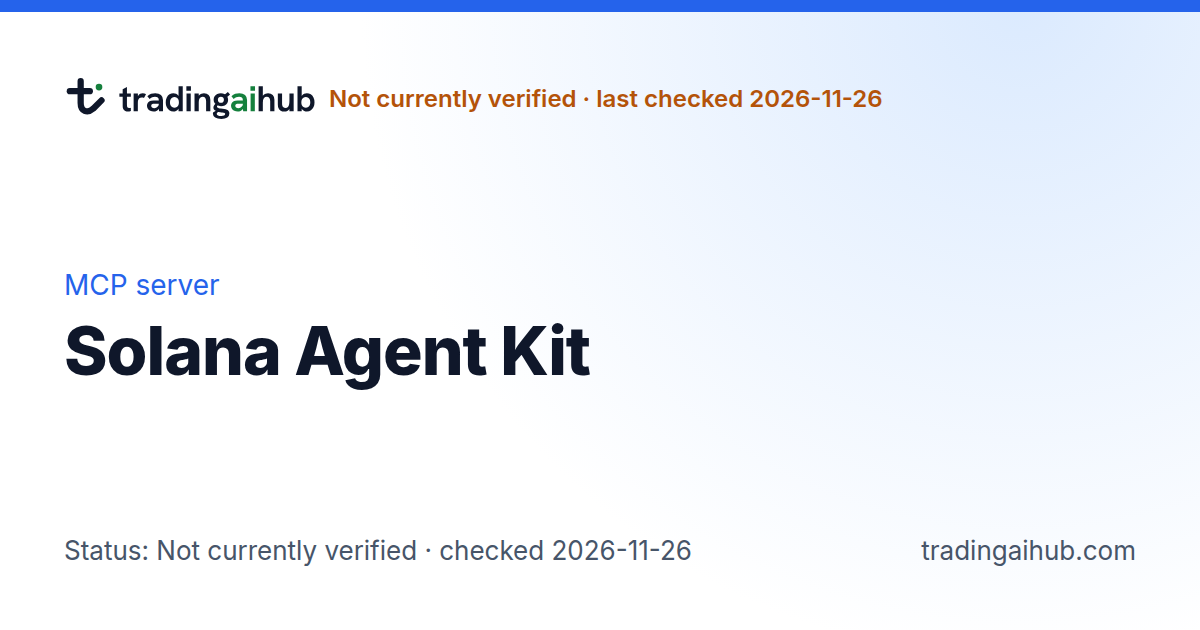 tradingaihub Not currently verified · last checked 2026-11-26
MCP server
Solana Agent Kit
Status: Not currently verified · checked 2026-11-26
tradingaihub.com